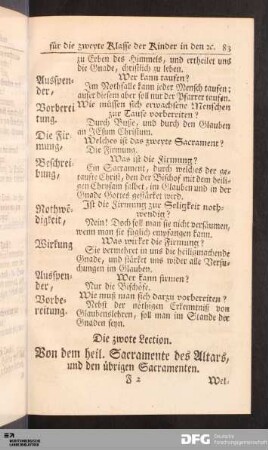 für die zweyte Klasse der Kinder in den ꝛc. 83
zu Erben des Himmels, und ertheilet uns
die Gnade, christlich zu leben.
Wer kann taufen?
Ausspen-
der,
Im Nothfalle kann jeder Mensch taufen;
ausser diesem aber soll nur der Pfarrer taufen.
Vorberei
tung.
Wie müssen sich erwachsene Menschen
zur Taufe vorbereiten?
Durch Busse, und durch den Glauben
an JEsum Christum.
Die Fir-
mung,
Welches ist das zweyte Sacrament?
Die Firmung.
Was ist die Firmung?
Beschrei-
bung,
Ein Sacrament, durch welches der ge-
taufte Christ, den der Bischof mit dem heili-
gen Chrysam salbet, im Glauben und in der
Gnade Gottes gestärket wird.
Nothwē-
digkeit,
Ist die Firmung zur Seligkeit noth-
wendig?
Nein! Doch soll man sie nicht versäumen,
wenn man sie füglich empfangen kann.
Wirkung
Was wirket die Firmung?
Sie vermehret in uns die heiligmachende
Gnade, und stärket uns wider alle Versu-
chungen im Glauben.
Ausspen-
der,
Wer kann firmen?
Nur die Bischöfe.
Vorbe-
reitung.
Wie muß man sich darzu vorbereiten?
Nebst der nöthigen Erkenntniß von
Glaubenslehren, soll man im Stande der
Gnaden seyn.
Die zwote Lection.
Von dem heil. Sacramente des Altars,
und den übrigen Sacramenten.
F 2
Wel-
DFG
Deutsche
Forschungsgemeinschaft